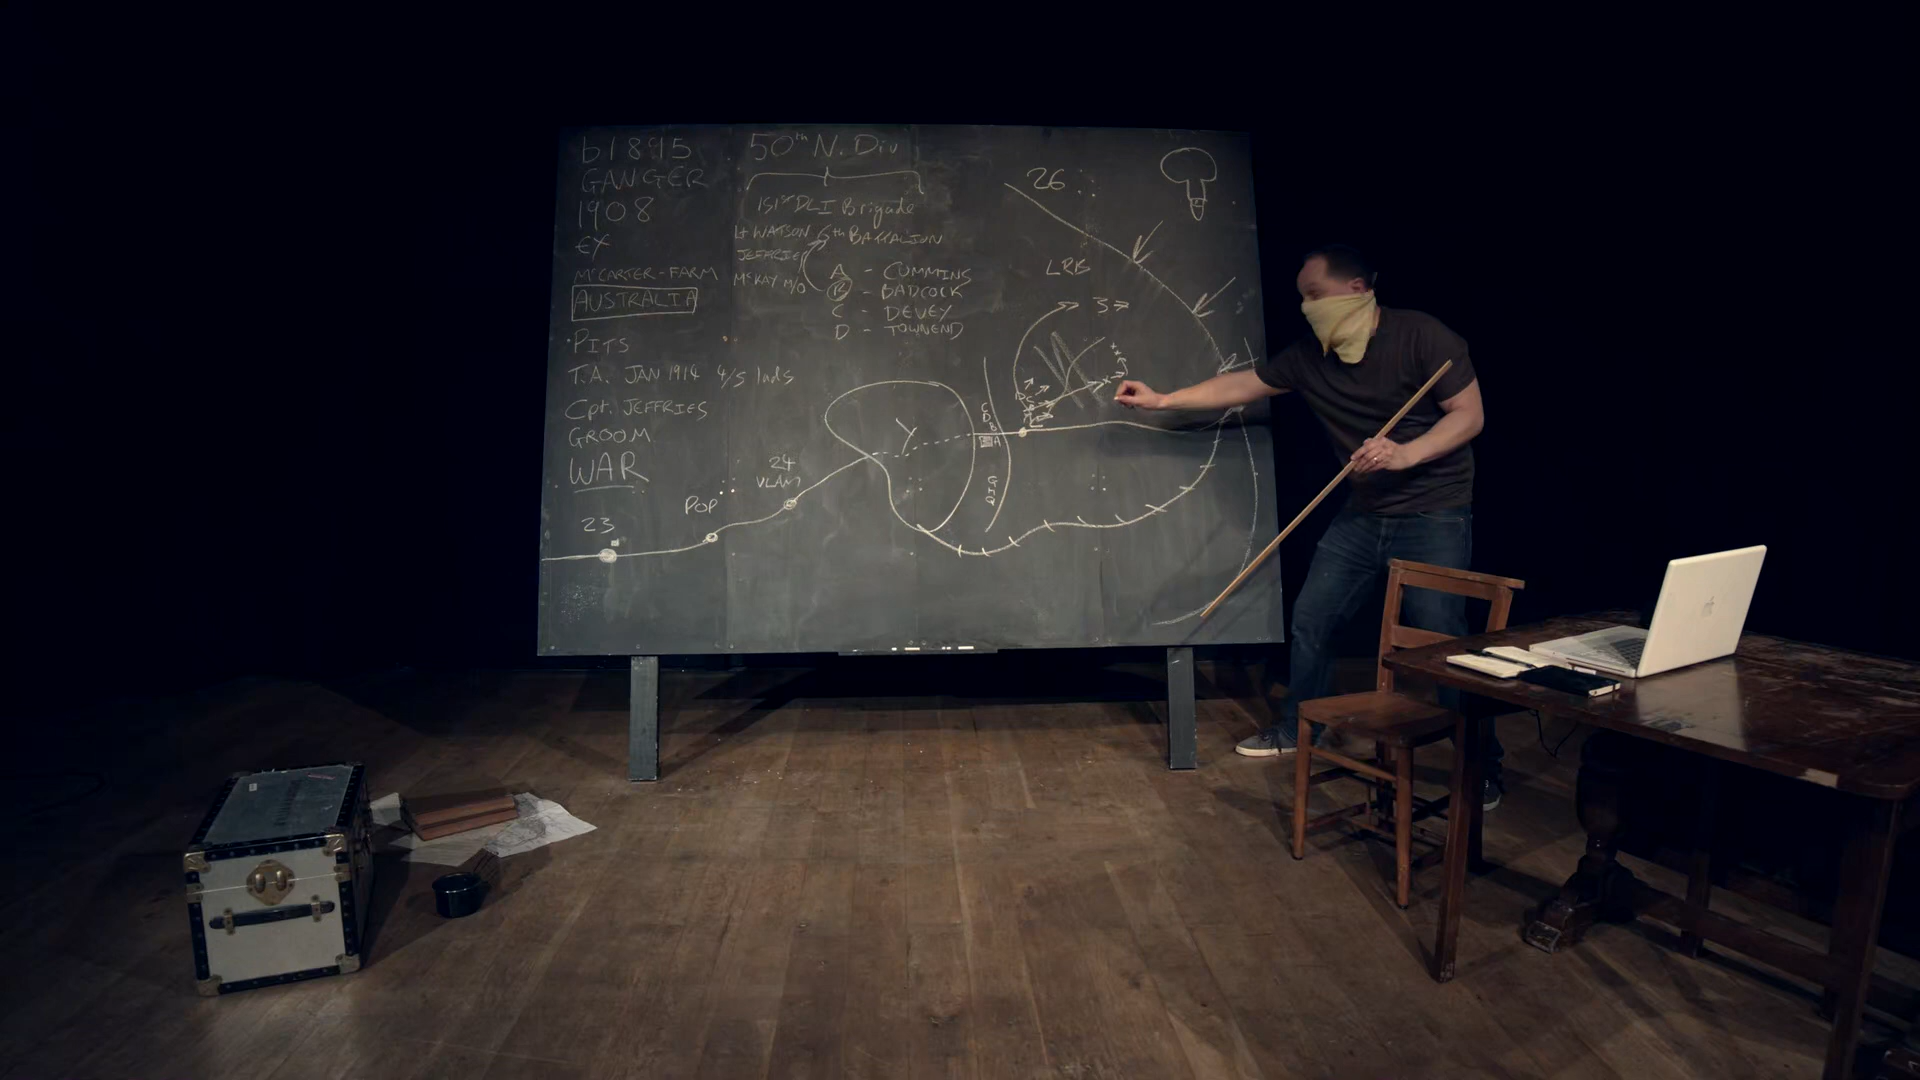 b1895
GANGER
1908
EX
McCARTER-FARM
AUSTRALIA
PITS
T.A. JAN 1914 4/5 lads
Cpt. JEFFRIES
GROOM
WAR
23
POP
24
VLAM
50th N. Div
151st DLI Brigade
Lt WATSON 6th BATTALION
JEFFRIES
McKAY M/O
A - CUMMINS
B - BADCOCK
C - DEVEY
D - TOWNEND
Y
C
D
B
A
GHQ
26
LRB
3